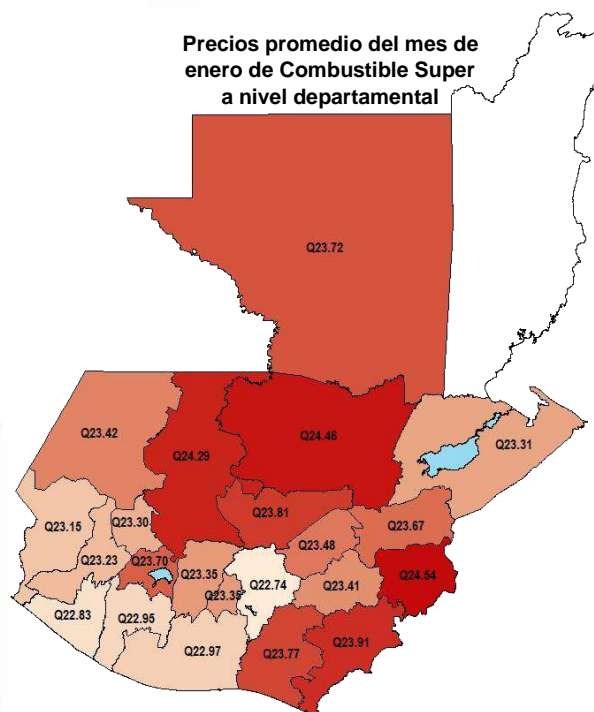 Precios promedio del mes de
enero de Combustible Super
a nivel departamental
Q23.72
Q23.42
Q24.29
Q24.46
Q23.31
Q23.15
Q23.30
Q23.81
Q23.67
Q23.23
Q23.70
Q23.35
Q23.35
Q22.74
Q23.48
Q23.41
Q24.54
Q22.83
Q22.95
Q22.97
Q23.77
Q23.91